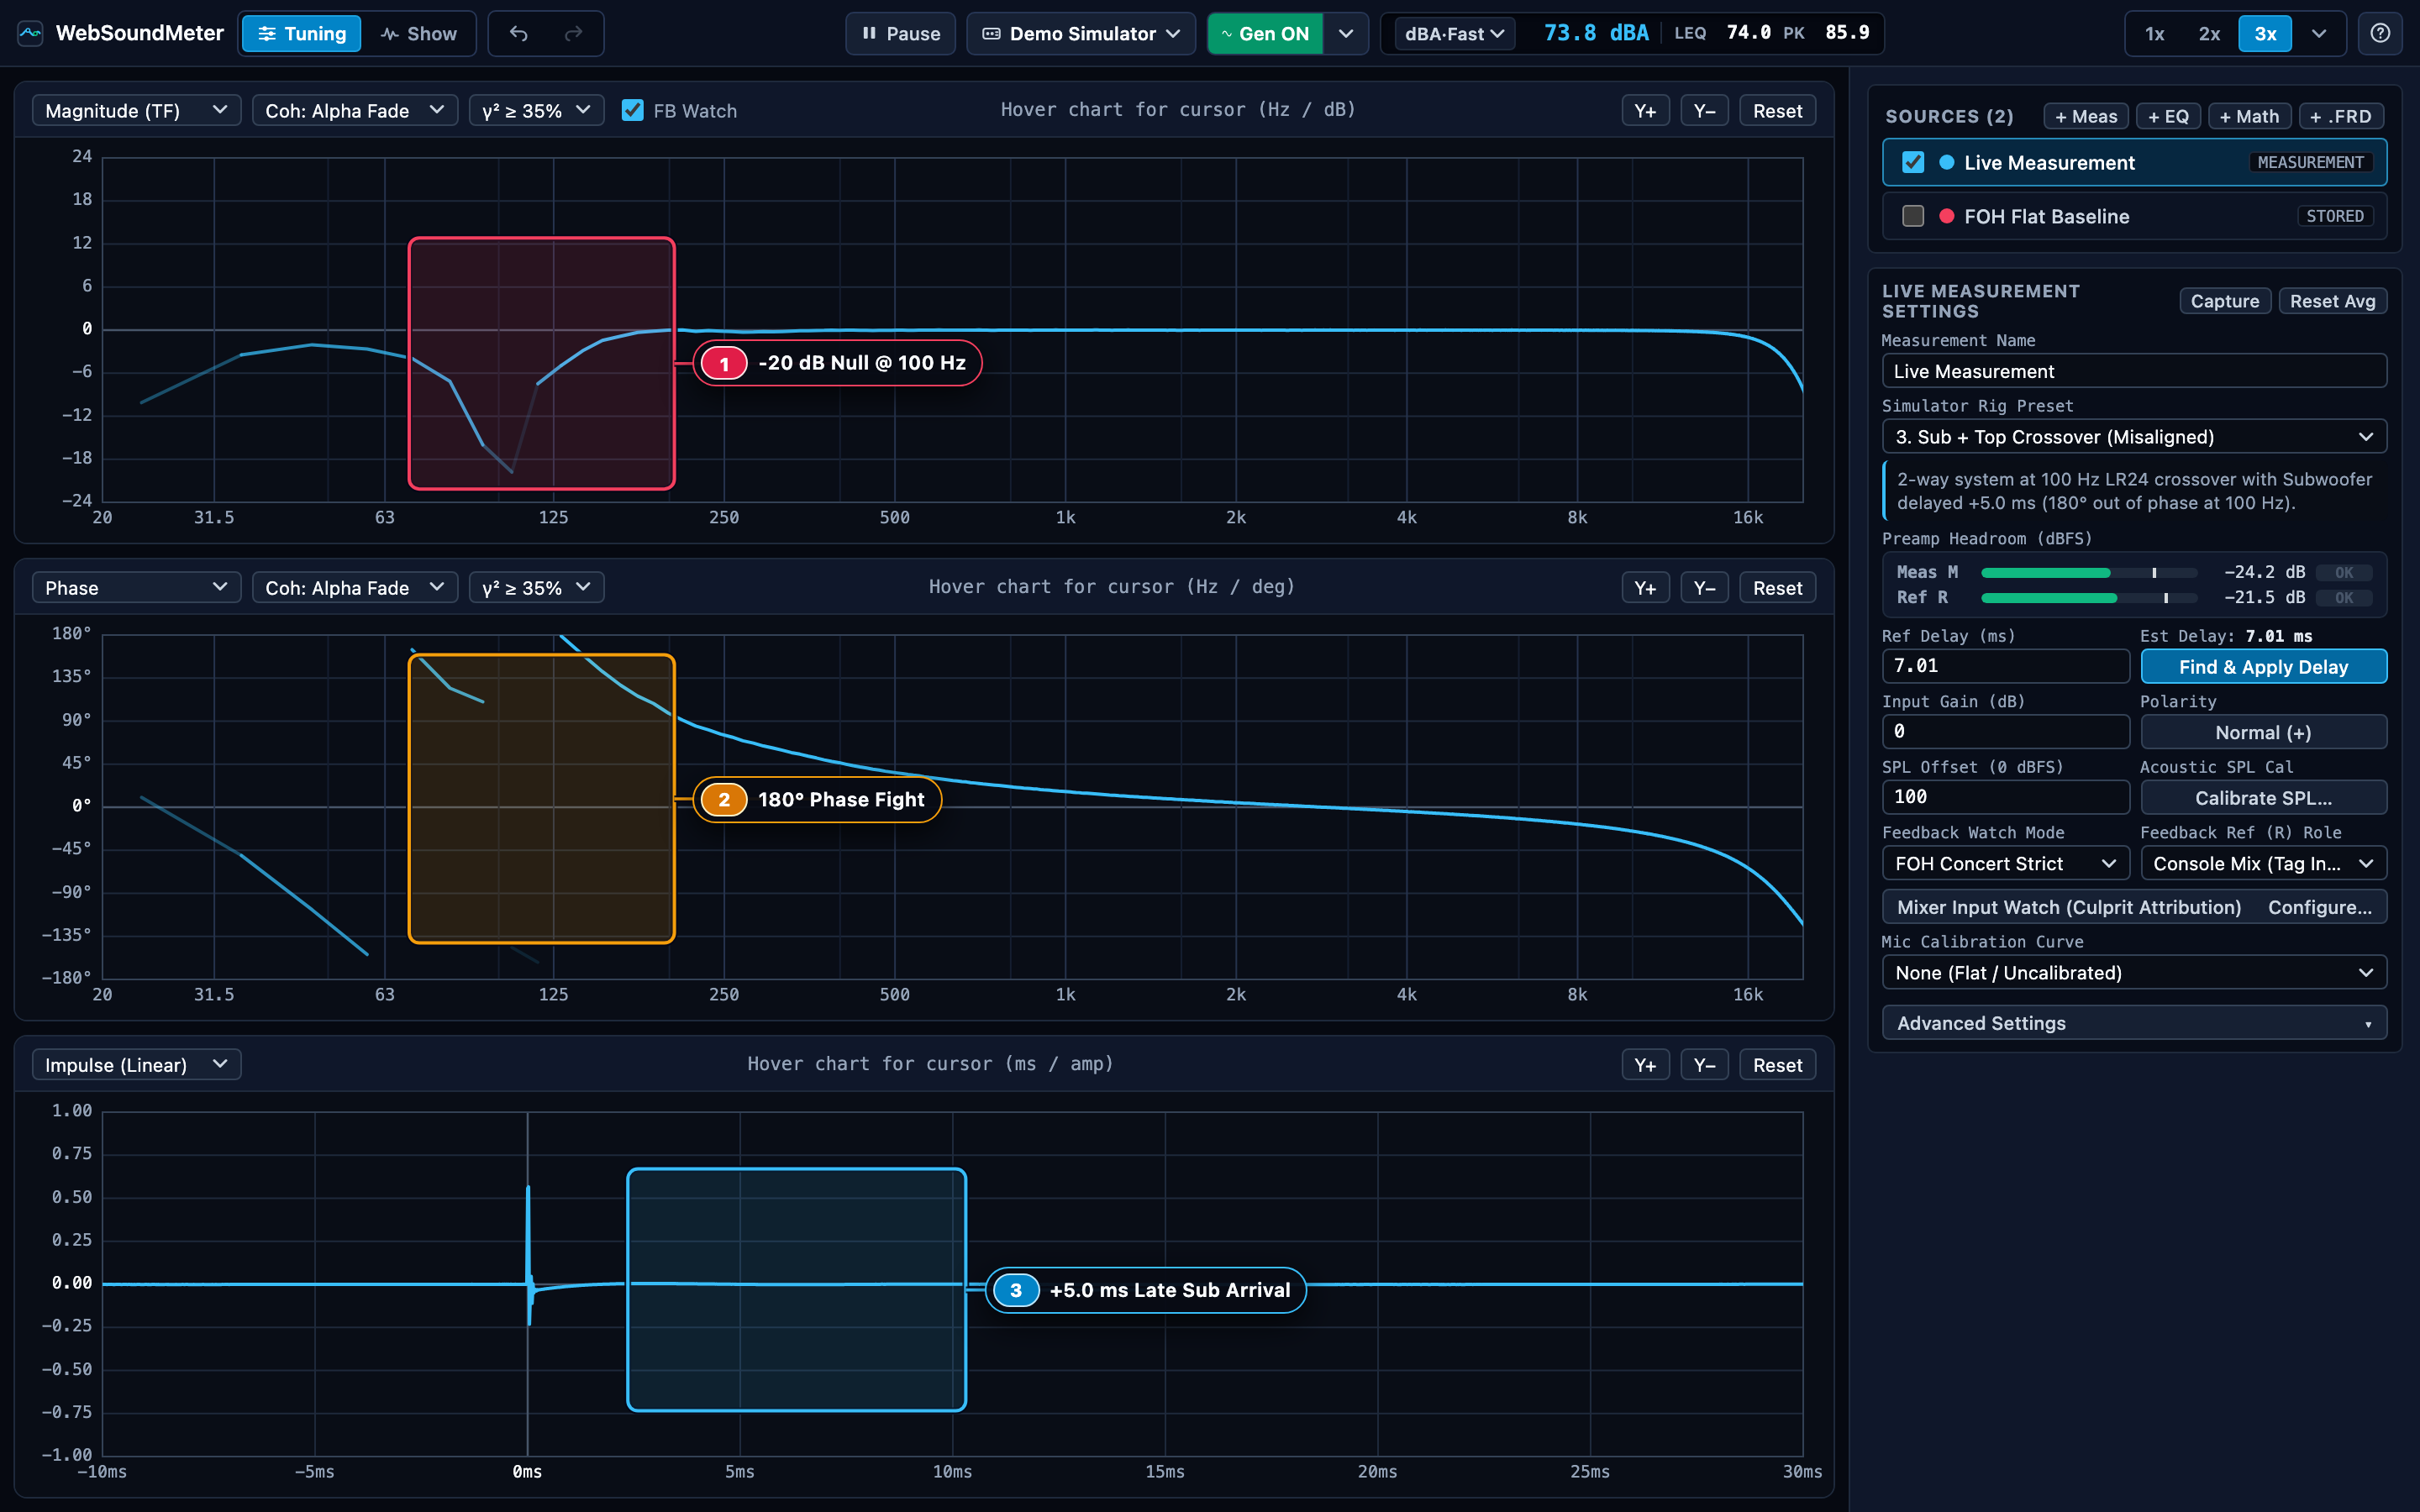 WebSoundMeter Tuning Show Pause Demo Simulator ~ Gen ON dBA·Fast 73.8 dBA LEQ 74.0 PK 85.9 1x 2x 3x ?
Magnitude (TF) Coh: Alpha Fade γ² ≥ 35% FB Watch Hover chart for cursor (Hz / dB) Y+ Y− Reset
24
18
12
6
0
−6
−12
−18
−24
1 -20 dB Null @ 100 Hz
20 31.5 63 125 250 500 1k 2k 4k 8k 16k
Phase Coh: Alpha Fade γ² ≥ 35% Hover chart for cursor (Hz / deg) Y+ Y− Reset
180°
135°
90°
45°
0°
−45°
−90°
−135°
−180°
2 180° Phase Fight
20 31.5 63 125 250 500 1k 2k 4k 8k 16k
Impulse (Linear) Hover chart for cursor (ms / amp) Y+ Y− Reset
1.00
0.75
0.50
0.25
0.00
−0.25
−0.50
−0.75
−1.00
3 +5.0 ms Late Sub Arrival
−10ms −5ms 0ms 5ms 10ms 15ms 20ms 25ms 30ms
SOURCES (2) + Meas + EQ + Math + .FRD
Live Measurement MEASUREMENT
FOH Flat Baseline STORED
LIVE MEASUREMENT
SETTINGS
Capture Reset Avg
Measurement Name
Live Measurement
Simulator Rig Preset
3. Sub + Top Crossover (Misaligned)
2-way system at 100 Hz LR24 crossover with Subwoofer
delayed +5.0 ms (180° out of phase at 100 Hz).
Preamp Headroom (dBFS)
Meas M −24.2 dB OK
Ref R −21.5 dB OK
Ref Delay (ms) Est Delay: 7.01 ms
7.01 Find & Apply Delay
Input Gain (dB) Polarity
0 Normal (+)
SPL Offset (0 dBFS) Acoustic SPL Cal
100 Calibrate SPL...
Feedback Watch Mode Feedback Ref (R) Role
FOH Concert Strict Console Mix (Tag In...
Mixer Input Watch (Culprit Attribution) Configure...
Mic Calibration Curve
None (Flat / Uncalibrated)
Advanced Settings